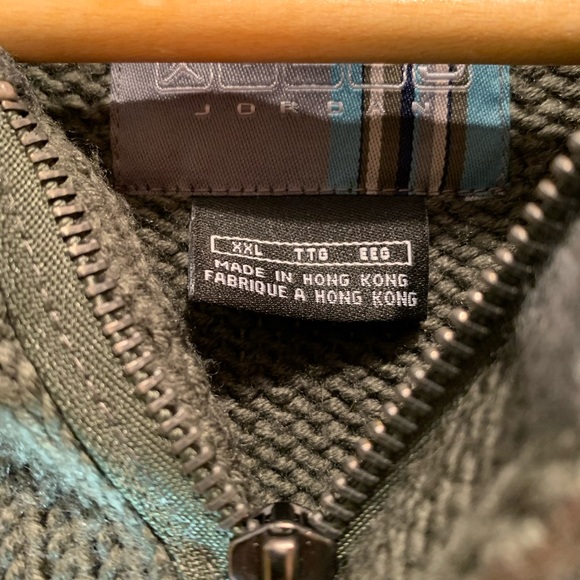 JORDAN
XXL TTG EEG
MADE IN HONG KONG
FABRIQUE A HONG KONG